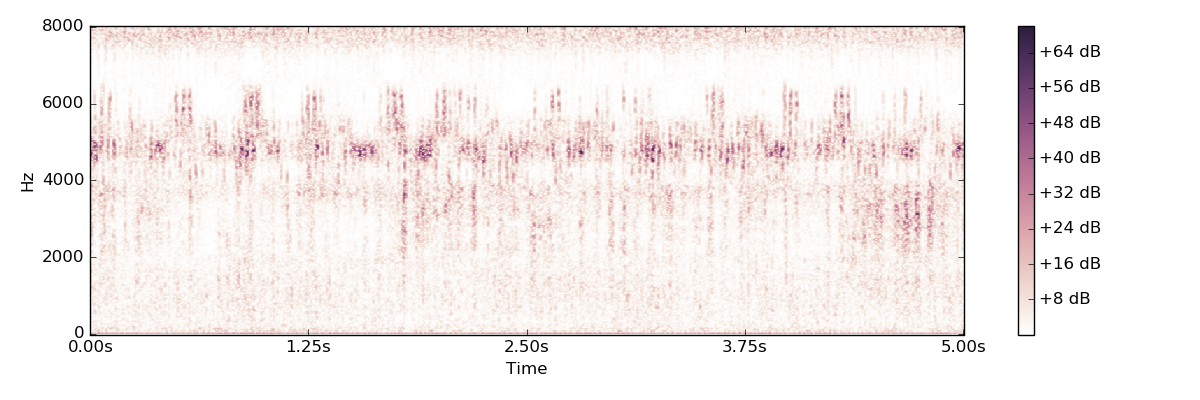 8000
6000
4000
2000
0
Hz
0.00s 1.25s 2.50s 3.75s 5.00s
Time
+64 dB
+56 dB
+48 dB
+40 dB
+32 dB
+24 dB
+16 dB
+8 dB